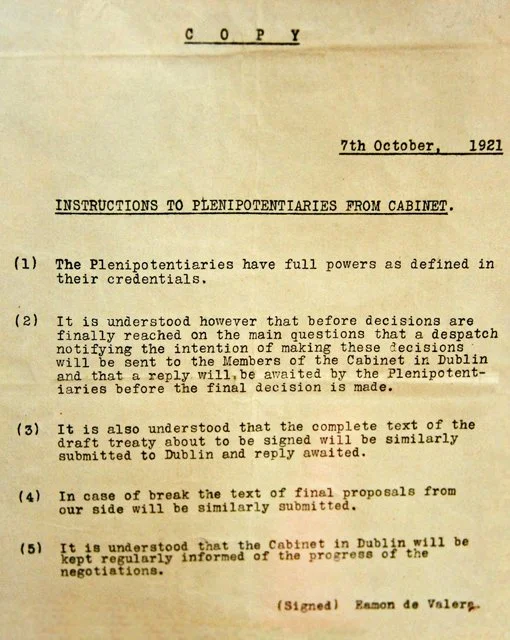 C O P Y
7th October, 1921
INSTRUCTIONS TO PLENIPOTENTIARIES FROM CABINET.
(1) The Plenipotentiaries have full powers as defined in
their credentials.
(2) It is understood however that before decisions are
finally reached on the main questions that a despatch
notifying the intention of making these decisions
will be sent to the Members of the Cabinet in Dublin
and that a reply will be awaited by the Plenipotent-
iaries before the final decision is made.
(3) It is also understood that the complete text of the
draft treaty about to be signed will be similarly
submitted to Dublin and reply awaited.
(4) In case of break the text of final proposals from
our side will be similarly submitted.
(5) It is understood that the Cabinet in Dublin will be
kept regularly informed of the progress of the
negotiations.
(Signed) Eamon de Valera.